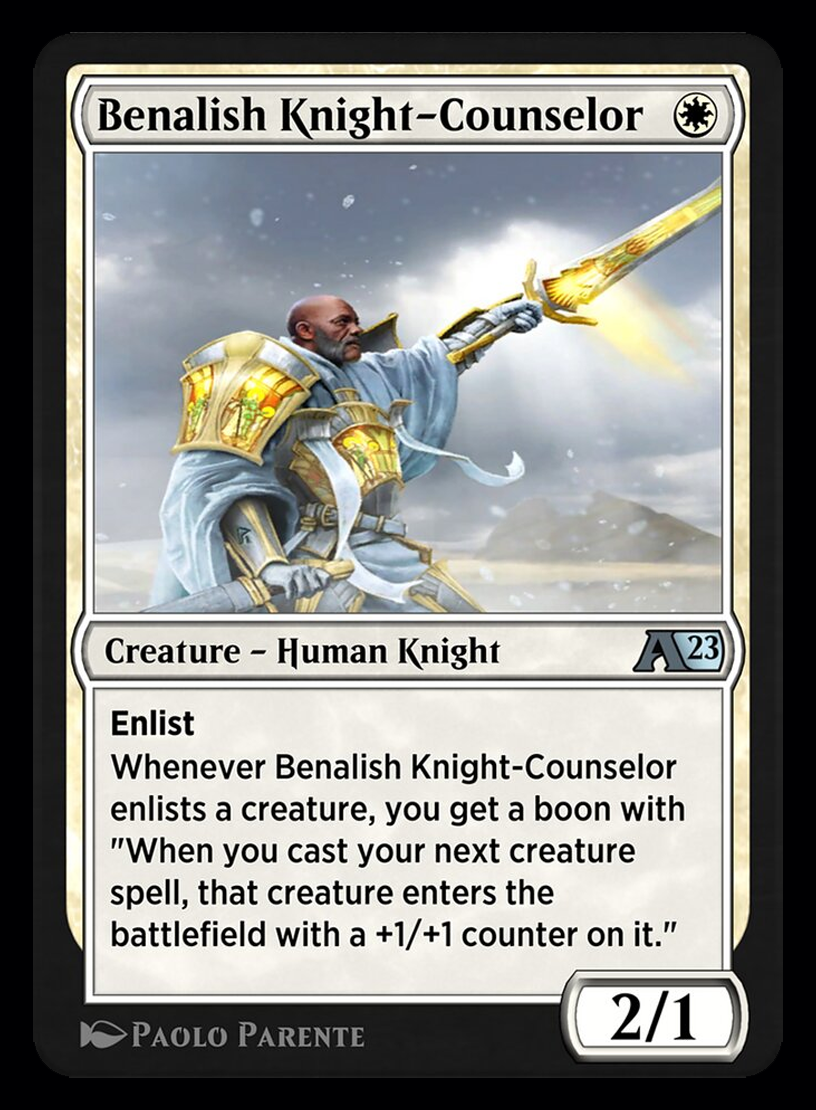 Benalish Knight-Counselor
Creature – Human Knight
A23
Enlist
Whenever Benalish Knight-Counselor
enlists a creature, you get a boon with
"When you cast your next creature
spell, that creature enters the
battlefield with a +1/+1 counter on it."
2/1
Paolo Parente